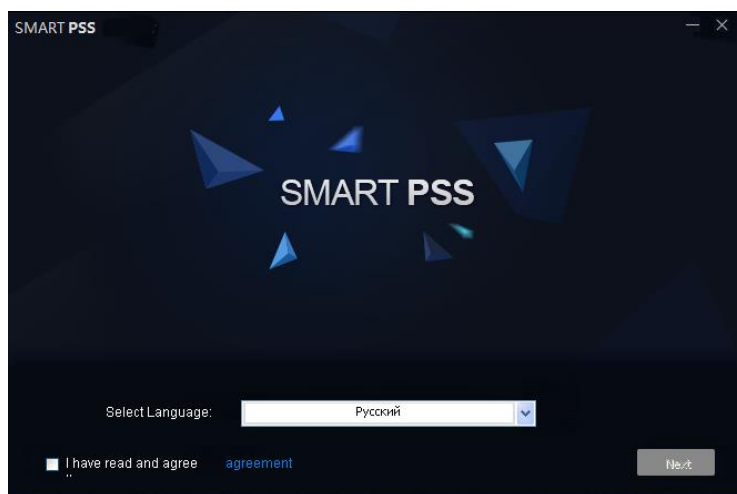 SMART PSS
SMART PSS
Select Language: Русский
I have read and agree agreement
Next